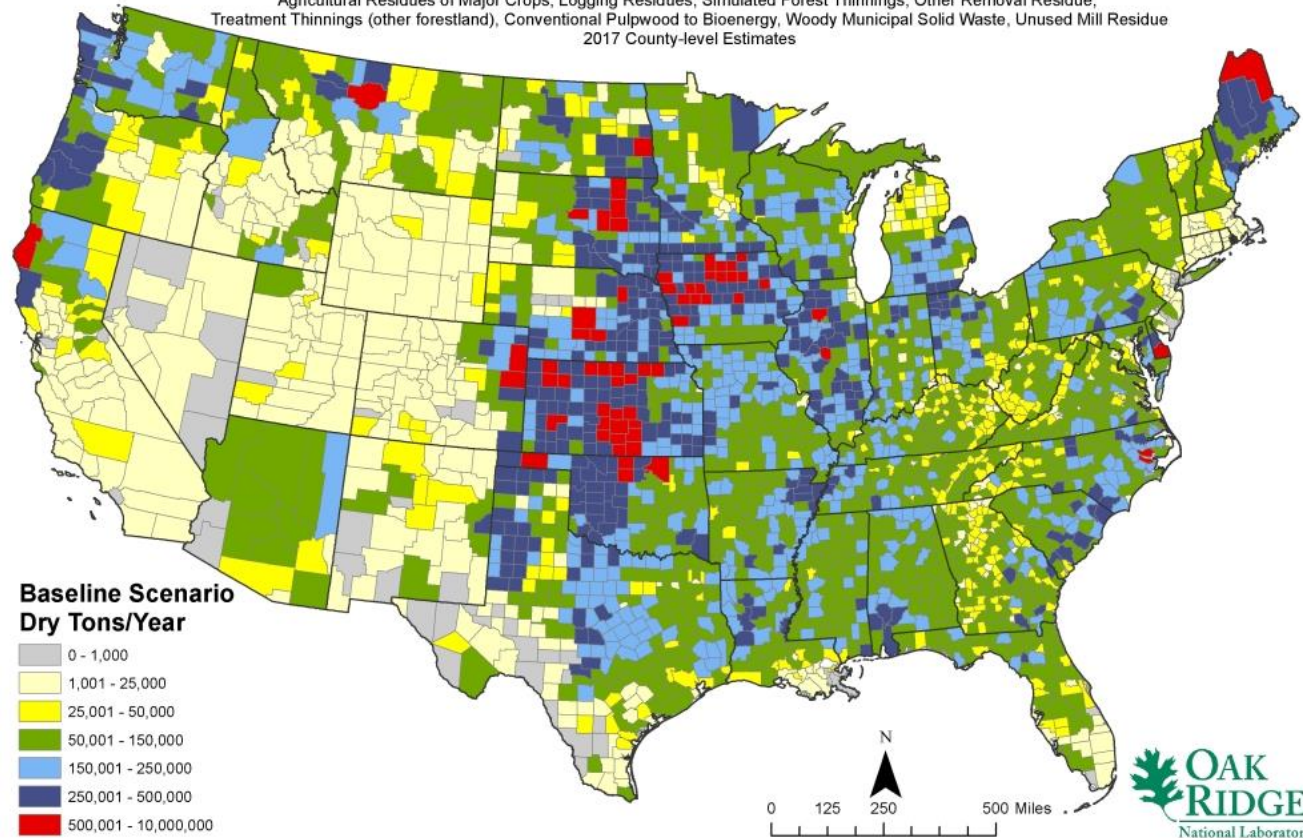 Agricultural Residues of Major Crops, Logging Residues, Simulated Forest Thinnings, Other Removal Residue,
Treatment Thinnings (other forestland), Conventional Pulpwood to Bioenergy, Woody Municipal Solid Waste, Unused Mill Residue
2017 County-level Estimates
Baseline Scenario
Dry Tons/Year
0 - 1,000
1,001 - 25,000
25,001 - 50,000
50,001 - 150,000
150,001 - 250,000
250,001 - 500,000
500,001 - 10,000,000
N
0 125 250 500 Miles
OAK
RIDGE
National Laborator